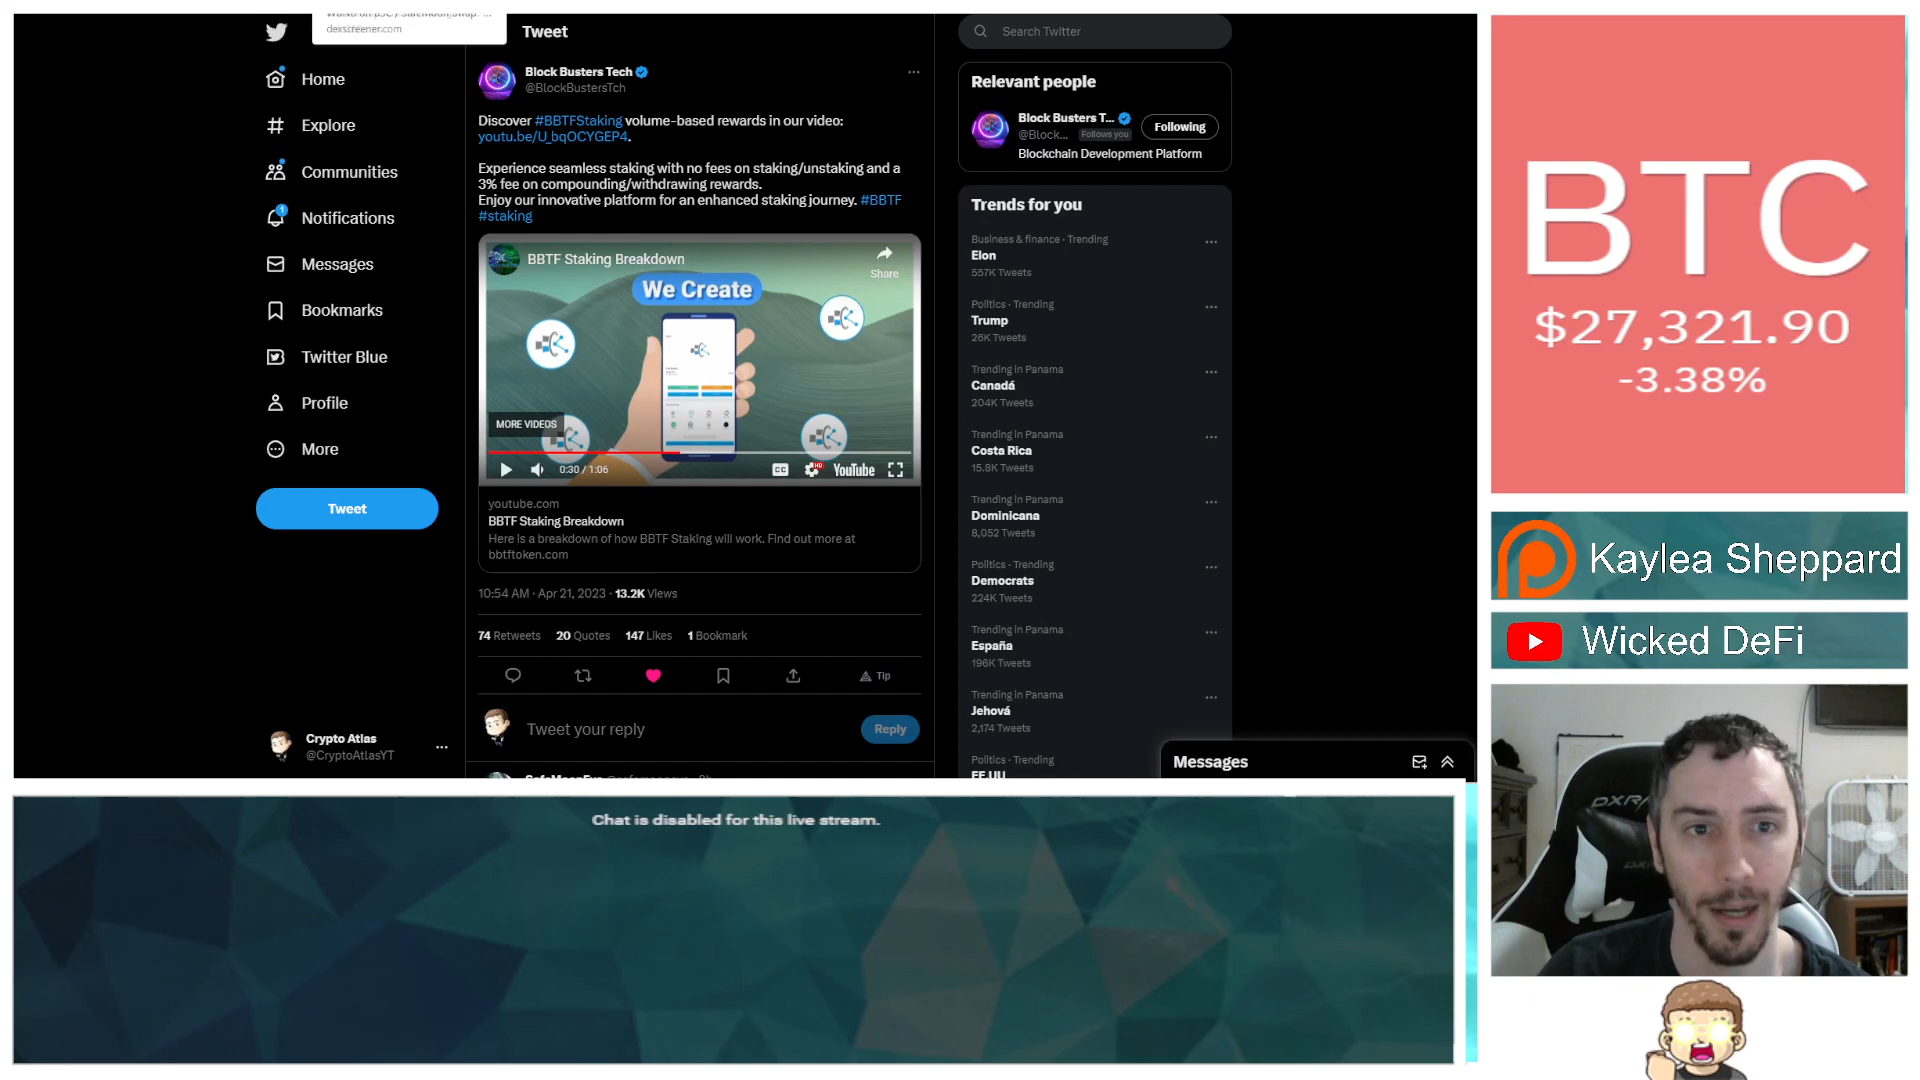 dexscreener.com
Home
Explore
Communities
1
Notifications
Messages
Bookmarks
Twitter Blue
Profile
More
Tweet
Crypto Atlas
@CryptoAtlasYT
Tweet
Block Busters Tech
@BlockBustersTch
Discover #BBTFStaking volume-based rewards in our video:
youtu.be/U_bqOCYGEP4.
Experience seamless staking with no fees on staking/unstaking and a
3% fee on compounding/withdrawing rewards.
Enjoy our innovative platform for an enhanced staking journey. #BBTF
#staking
BBTF Staking Breakdown
Share
We Create
MORE VIDEOS
0:30 / 1:06
CC
HD
YouTube
youtube.com
BBTF Staking Breakdown
Here is a breakdown of how BBTF Staking will work. Find out more at
bbtftoken.com
10:54 AM · Apr 21, 2023 · 13.2K Views
74 Retweets 20 Quotes 147 Likes 1 Bookmark
Tip
Tweet your reply
Reply
Search Twitter
Relevant people
Block Busters T...
@Block... Follows you
Following
Blockchain Development Platform
Trends for you
Business & finance · Trending
Elon
557K Tweets
Politics · Trending
Trump
26K Tweets
Trending in Panama
Canadá
204K Tweets
Trending in Panama
Costa Rica
15.8K Tweets
Trending in Panama
Dominicana
8,052 Tweets
Politics · Trending
Democrats
224K Tweets
Trending in Panama
España
196K Tweets
Trending in Panama
Jehová
2,174 Tweets
Politics · Trending
EE.UU
Messages
BTC
$27,321.90
-3.38%
Kaylea Sheppard
Wicked DeFi
DXRA
Chat is disabled for this live stream.